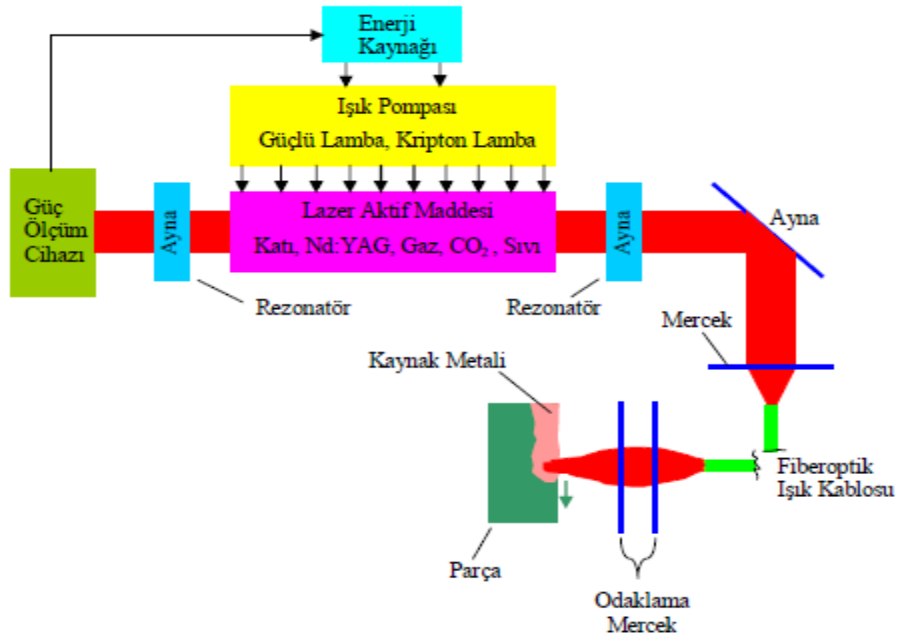 Enerji
Kaynağı
Işık Pompası
Güçlü Lamba, Kripton Lamba
Güç
Ölçüm
Cihazı
Ayna
Lazer Aktif Maddesi
Katı, Nd:YAG, Gaz, CO₂ , Sıvı
Ayna
Ayna
Rezonatör
Rezonatör
Mercek
Kaynak Metali
Fiberoptik
Işık Kablosu
Parça
Odaklama
Mercek